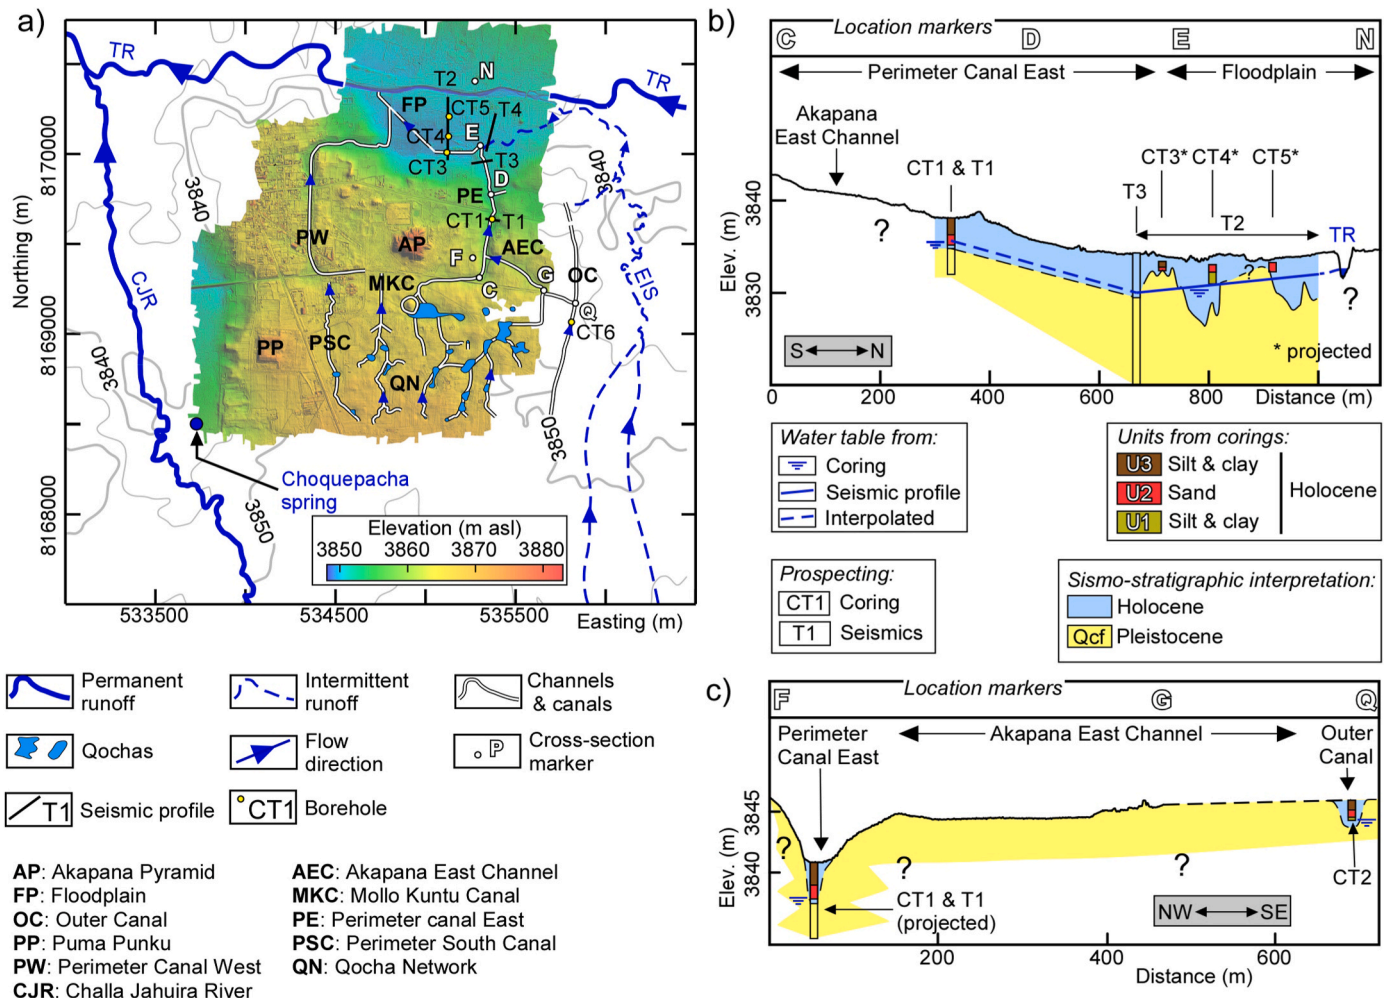 a)
TR
N
T2
TR
FP
CT5
T4
E
CT4
CT3
T3
D
PE
CT1
T1
3840
3840
PW
AP
AEC
F
G
OC
MKC
C
Q
CT6
EIS
CJR
PP
PSC
QN
3840
3850
3850
Choquepacha
spring
Elevation (m asl)
3850 3860 3870 3880
8170000
8169000
8168000
Northing (m)
533500 534500 535500 Easting (m)
Permanent
runoff
Intermittent
runoff
Channels
& canals
Qochas
Flow
direction
P
Cross-section
marker
T1
Seismic profile
CT1
Borehole
AP: Akapana Pyramid
FP: Floodplain
OC: Outer Canal
PP: Puma Punku
PW: Perimeter Canal West
CJR: Challa Jahuira River
AEC: Akapana East Channel
MKC: Mollo Kuntu Canal
PE: Perimeter canal East
PSC: Perimeter South Canal
QN: Qocha Network
b)
Location markers
C D E N
Perimeter Canal East
Floodplain
Akapana
East Channel
CT1 & T1
CT3* CT4* CT5*
T3
T2
TR
?
?
?
3840
3830
Elev. (m)
S N
* projected
0 200 400 600 800 Distance (m)
Water table from:
Coring
Seismic profile
Interpolated
Units from corings:
U3 Silt & clay
U2 Sand
U1 Silt & clay
Holocene
Prospecting:
CT1 Coring
T1 Seismics
Sismo-stratigraphic interpretation:
Holocene
Qcf Pleistocene
c)
Location markers
F G Q
Perimeter
Canal East
Akapana East Channel
Outer
Canal
3845
3840
Elev. (m)
?
?
?
CT1 & T1
(projected)
NW SE
CT2
200 400 600
Distance (m)